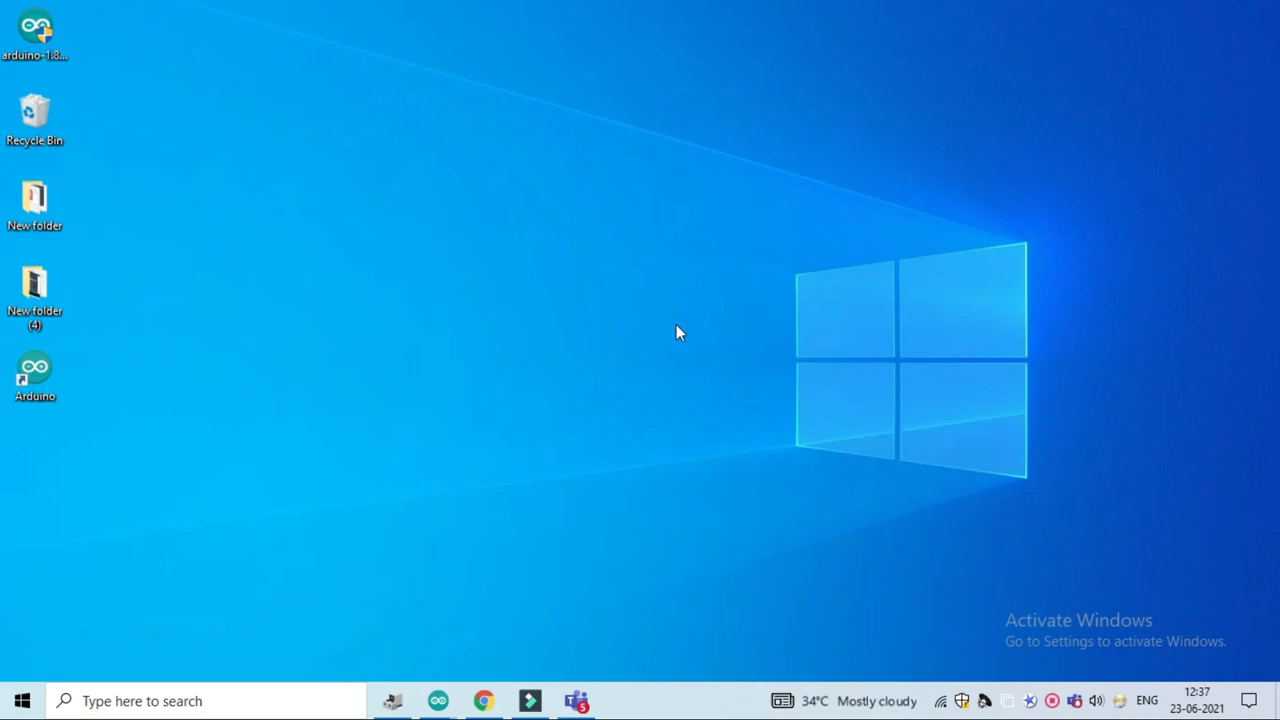 arduino-1.8...
Recycle Bin
New folder
New folder
(4)
Arduino
Activate Windows
Go to Settings to activate Windows.
Type here to search
5
34°C Mostly cloudy
ENG
12:37
23-06-2021